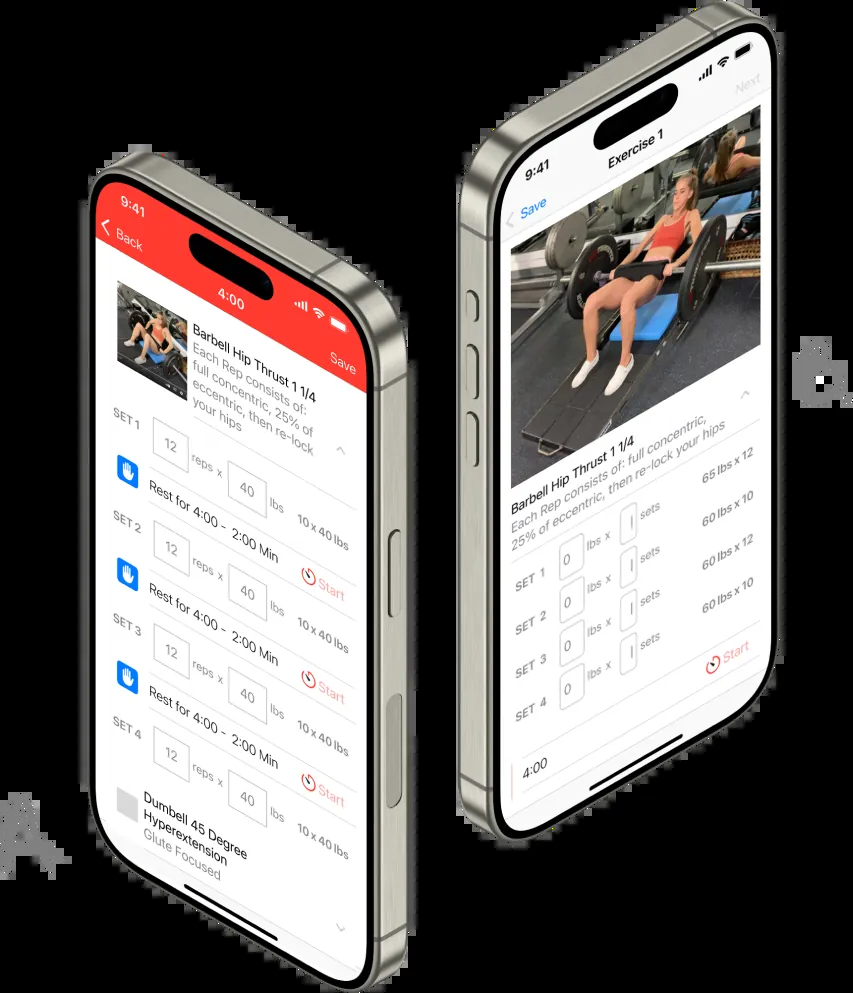 9:41
Back
4:00
Save
Barbell Hip Thrust 1 1/4
Each Rep consists of:
full concentric, 25% of
eccentric, then re-lock
your hips
SET 1 12 reps x 40 lbs 10 x 40 lbs
Rest for 4:00 - 2:00 Min Start
SET 2 12 reps x 40 lbs 10 x 40 lbs
Rest for 4:00 - 2:00 Min Start
SET 3 12 reps x 40 lbs 10 x 40 lbs
Rest for 4:00 - 2:00 Min Start
SET 4 12 reps x 40 lbs 10 x 40 lbs
Dumbell 45 Degree
Hyperextension
Glute Focused
9:41
Save
Exercise 1
Next
Barbell Hip Thrust 1 1/4
Each Rep consists of: full concentric,
25% of eccentric, then re-lock your hips
SET 1 0 lbs x sets 65 lbs x 12
SET 2 0 lbs x sets 60 lbs x 10
SET 3 0 lbs x sets 60 lbs x 12
SET 4 0 lbs x sets 60 lbs x 10
Start
4:00